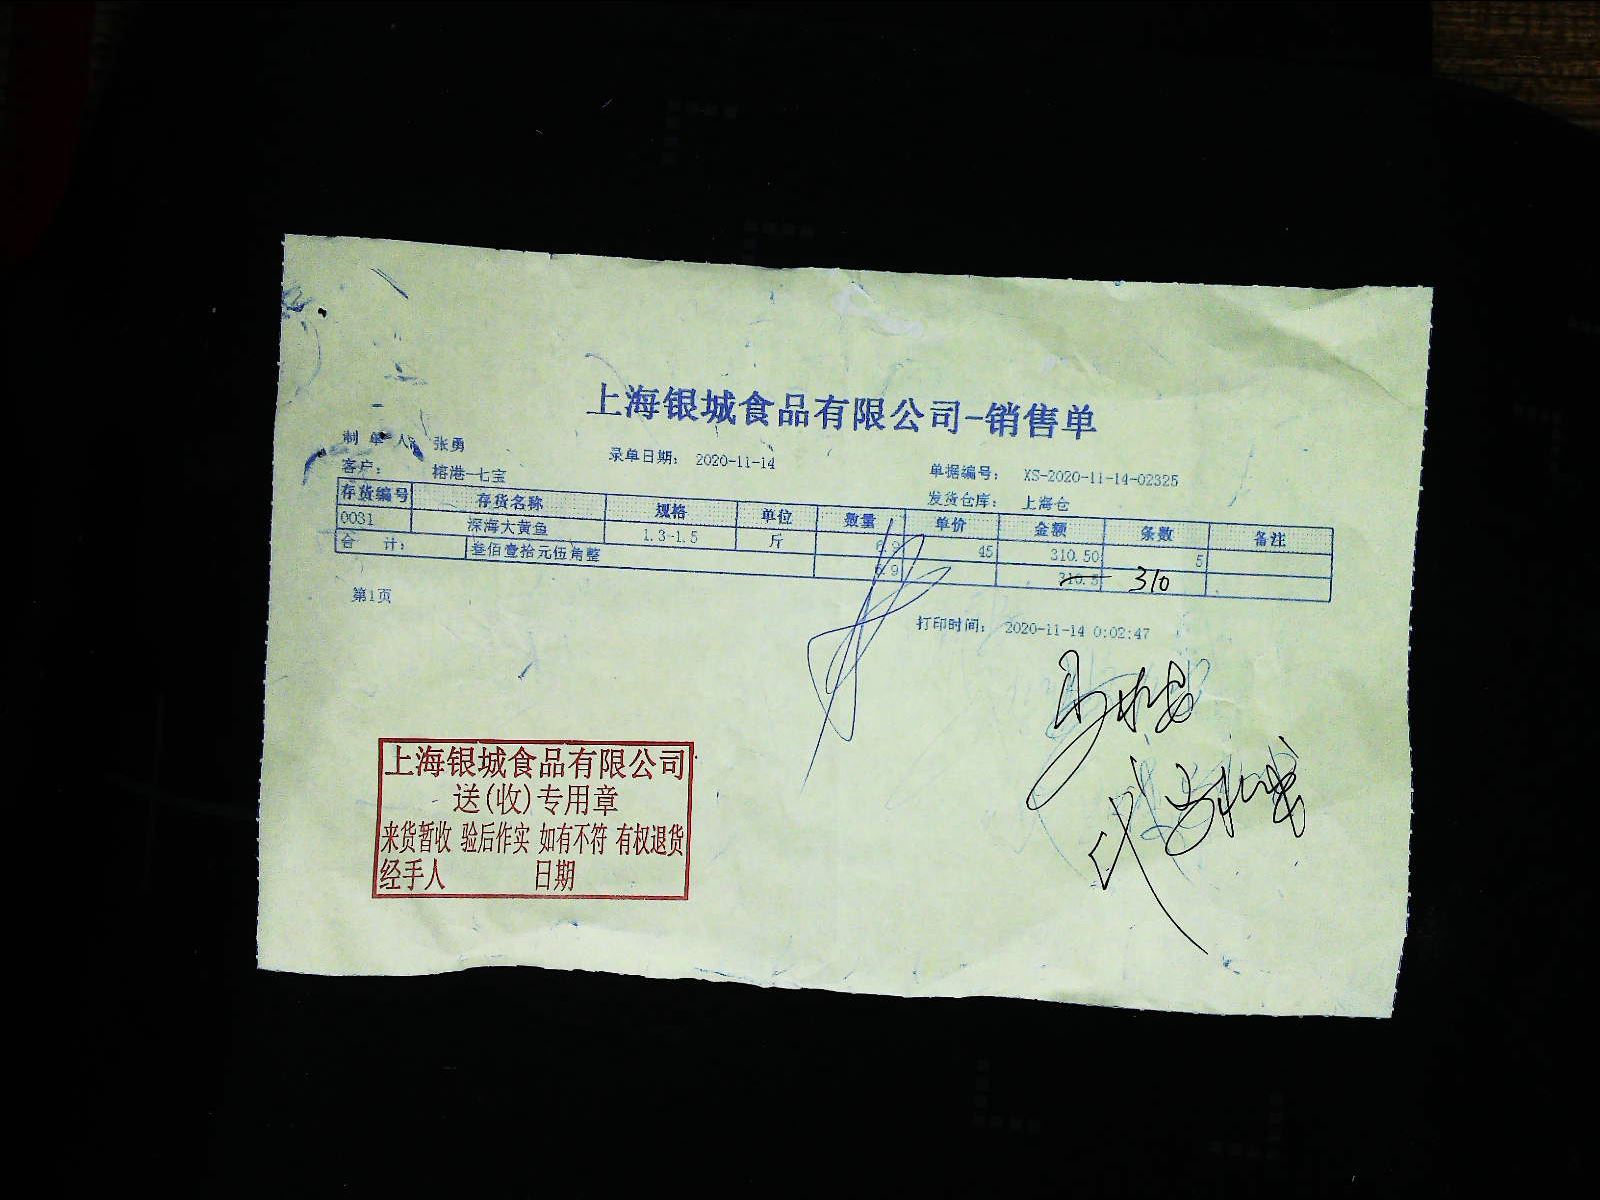 上海银城食品有限公司-销售单
制单人: 张勇 录单日期: 2020-11-14 单据编号: XS-2020-11-14-02325
客户: 榕港-七宝 发货仓库: 上海仓
存货编号 存货名称 规格 单位 数量 单价 金额 条数 备注
0031 深海大黄鱼 1.3-1.5 斤 6.9 45 310.50 5
合计: 叁佰壹拾元伍角整 6.9 310.5 310
第1页 打印时间: 2020-11-14 0:02:47
上海银城食品有限公司
送(收)专用章
来货暂收 验后作实 如有不符 有权退货
经手人 日期